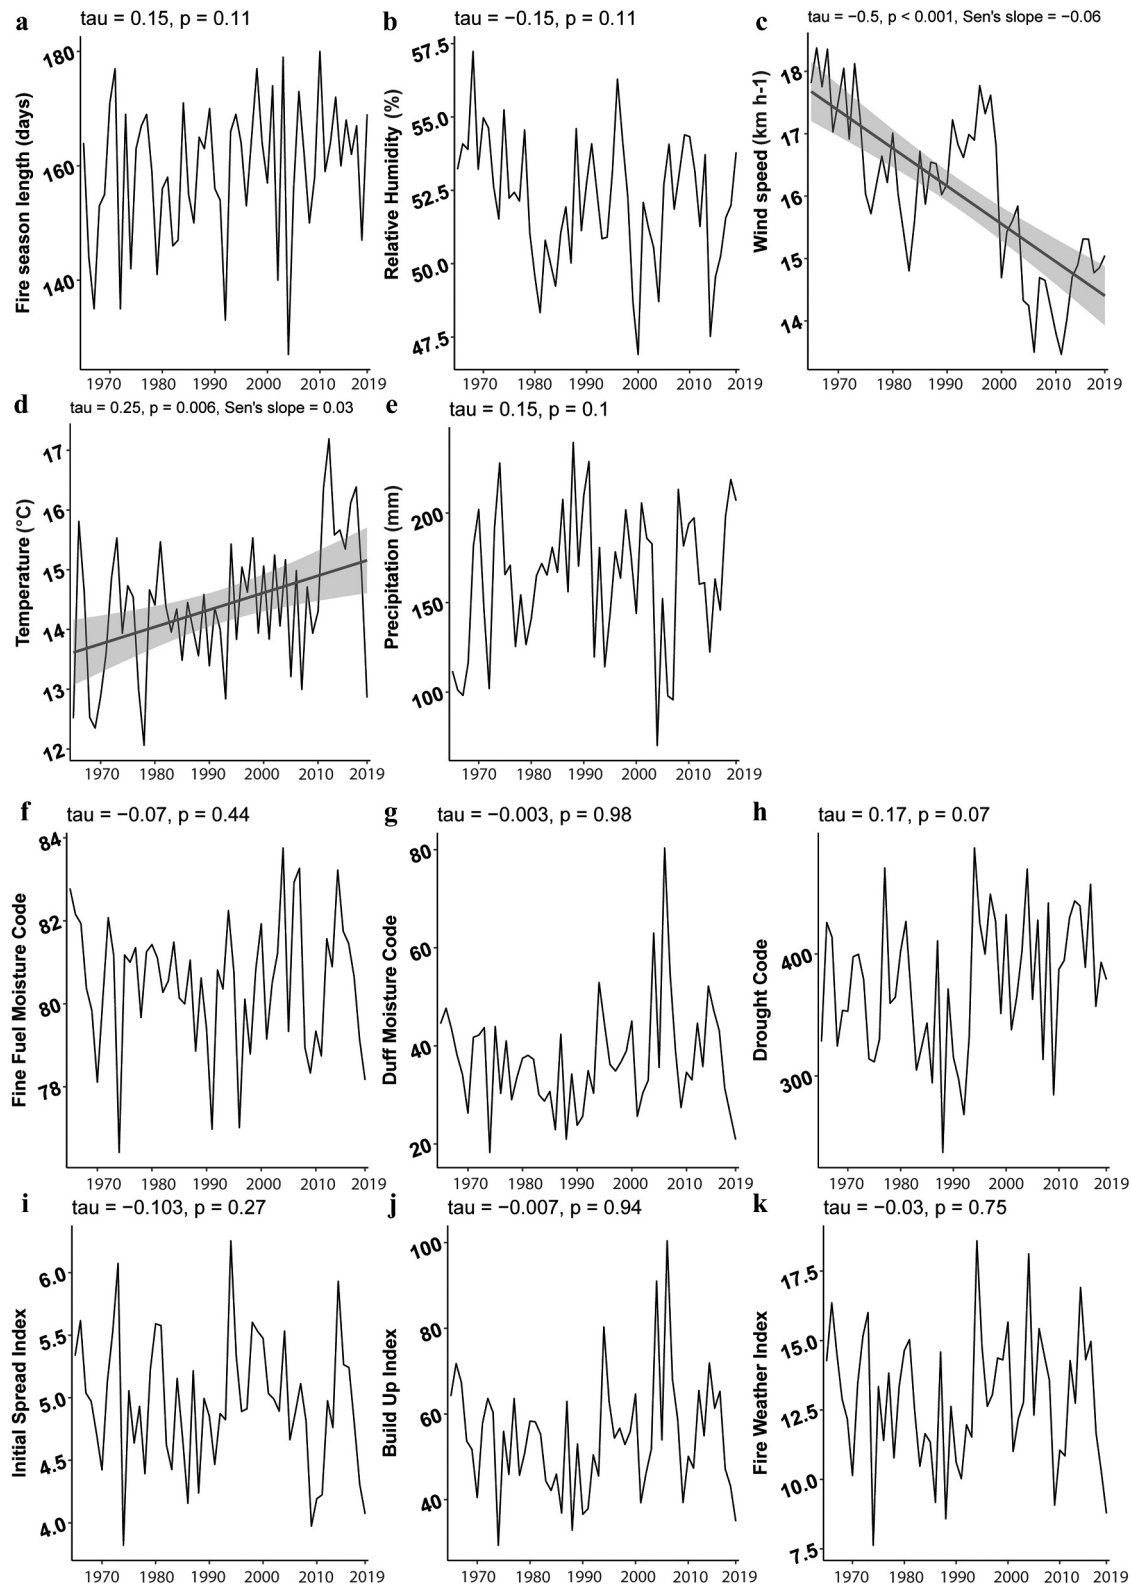 a
tau = 0.15, p = 0.11
Fire season length (days)
180
160
140
1970 1980 1990 2000 2010 2019
b
tau = −0.15, p = 0.11
Relative Humidity (%)
57.5
55.0
52.5
50.0
47.5
1970 1980 1990 2000 2010 2019
c
tau = −0.5, p < 0.001, Sen's slope = −0.06
Wind speed (km h-1)
18
17
16
15
14
1970 1980 1990 2000 2010 2019
d
tau = 0.25, p = 0.006, Sen's slope = 0.03
Temperature (°C)
17
16
15
14
13
12
1970 1980 1990 2000 2010 2019
e
tau = 0.15, p = 0.1
Precipitation (mm)
200
150
100
1970 1980 1990 2000 2010 2019
f
tau = −0.07, p = 0.44
Fine Fuel Moisture Code
84
82
80
78
1970 1980 1990 2000 2010 2019
g
tau = −0.003, p = 0.98
Duff Moisture Code
80
60
40
20
1970 1980 1990 2000 2010 2019
h
tau = 0.17, p = 0.07
Drought Code
400
300
1970 1980 1990 2000 2010 2019
i
tau = −0.103, p = 0.27
Initial Spread Index
6.0
5.5
5.0
4.5
4.0
1970 1980 1990 2000 2010 2019
j
tau = −0.007, p = 0.94
Build Up Index
100
80
60
40
1970 1980 1990 2000 2010 2019
k
tau = −0.03, p = 0.75
Fire Weather Index
17.5
15.0
12.5
10.0
7.5
1970 1980 1990 2000 2010 2019